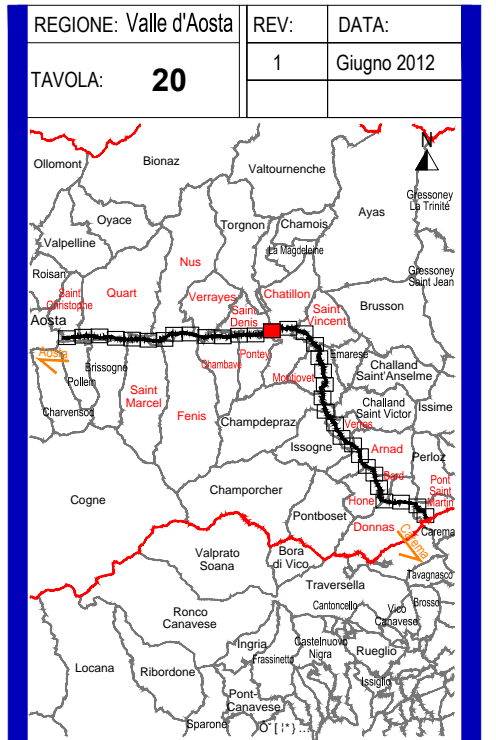 REGIONE: Valle d'Aosta
REV:
DATA:
TAVOLA: 20
1
Giugno 2012
N
Ollomont
Bionaz
Valtournenche
Ayas
Gressoney
La Trinité
Oyace
Torgnon
Chamois
Valpelline
La Magdeleine
Roisan
Nus
Gressoney
Saint Jean
Saint
Christophe
Quart
Verrayes
Chatillon
Brusson
Saint
Denis
Saint
Vincent
Aosta
Aosta
Brissogne
Chambave
Pontey
Emarese
Challand
Saint'Anselme
Pollein
Montjovet
Saint
Marcel
Charvensod
Fenis
Champdepraz
Challand
Saint Victor
Issime
Verres
Issogne
Arnad
Perloz
Bard
Pont
Saint
Martin
Cogne
Champorcher
Hone
Pontboset
Donnas
Carema
Carema
Valprato
Soana
Bora
di Vico
Tavagnasco
Traversella
Ronco
Canavese
Cantoncello
Vico
Canavese
Brosso
Ingria
Castelnuovo
Nigra
Rueglio
Frassinetto
Locana
Ribordone
Issiglio
Pont-
Canavese
Sparone